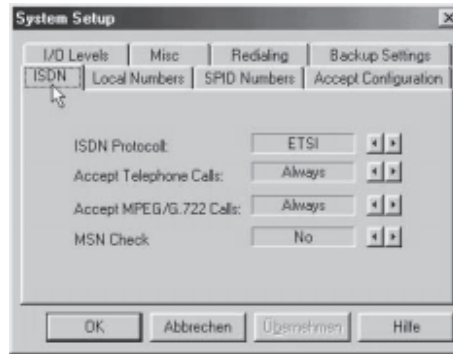 System Setup
I/O Levels Misc Redialing Backup Settings
ISDN Local Numbers SPID Numbers Accept Configuration
ISDN Protocol: ETSI
Accept Telephone Calls: Always
Accept MPEG/G.722 Calls: Always
MSN Check No
OK Abbrechen Übernehmen Hilfe